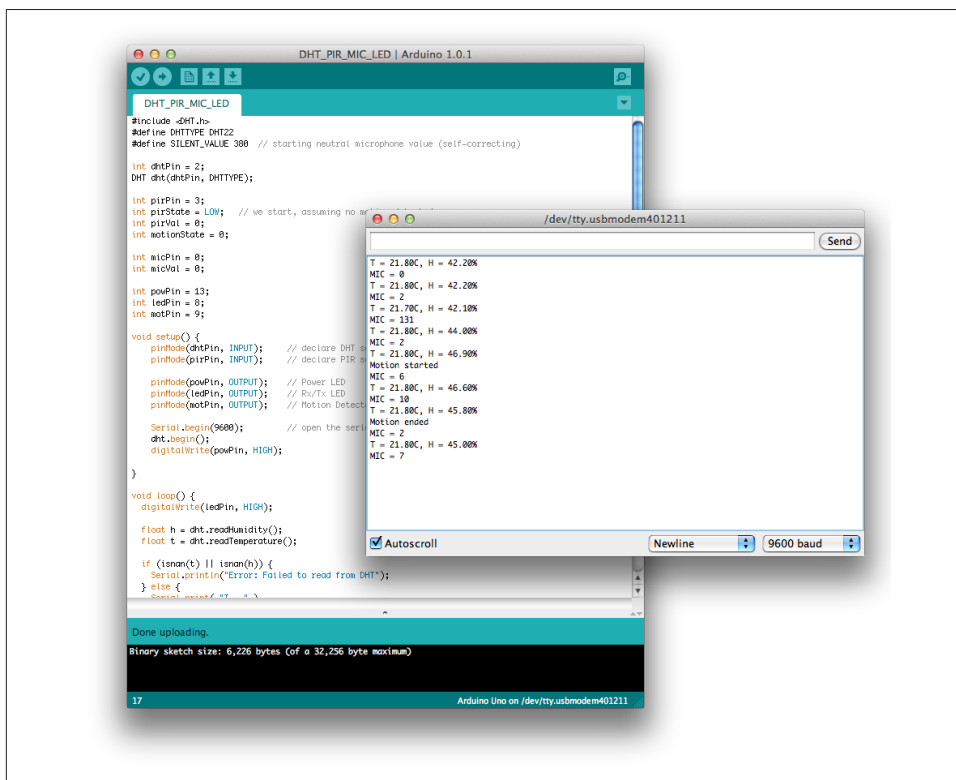 DHT_PIR_MIC_LED | Arduino 1.0.1
DHT_PIR_MIC_LED
#include <DHT.h>
#define DHTTYPE DHT22
#define SILENT_VALUE 380  // starting neutral microphone value (self-correcting)
int dhtPin = 2;
DHT dht(dhtPin, DHTTYPE);
int pirPin = 3;
int pirState = LOW;   // we start, assuming no
int pirVal = 0;
int motionState = 0;
int micPin = 0;
int micVal = 0;
int powPin = 13;
int ledPin = 8;
int motPin = 9;
void setup() {
pinMode(dhtPin, INPUT);    // declare DHT
pinMode(pirPin, INPUT);    // declare PIR
pinMode(powPin, OUTPUT);   // Power LED
pinMode(ledPin, OUTPUT);   // Rx/Tx LED
pinMode(motPin, OUTPUT);   // Motion
Serial.begin(9600);        // open the
dht.begin();
digitalWrite(powPin, HIGH);
}
void loop() {
digitalWrite(ledPin, HIGH);
float h = dht.readHumidity();
float t = dht.readTemperature();
if (isnan(t) || isnan(h)) {
Serial.println("Error: Failed to read from DHT");
} else {
Done uploading.
Binary sketch size: 6,226 bytes (of a 32,256 byte maximum)
17
Arduino Uno on /dev/tty.usbmodem401211
/dev/tty.usbmodem401211
Send
T = 21.80C, H = 42.20%
MIC = 0
T = 21.80C, H = 42.20%
MIC = 2
T = 21.70C, H = 42.10%
MIC = 131
T = 21.80C, H = 44.00%
MIC = 2
T = 21.80C, H = 46.90%
Motion started
MIC = 6
T = 21.80C, H = 46.60%
MIC = 10
T = 21.80C, H = 45.80%
Motion ended
MIC = 2
T = 21.80C, H = 45.00%
MIC = 7
Autoscroll
Newline
9600 baud